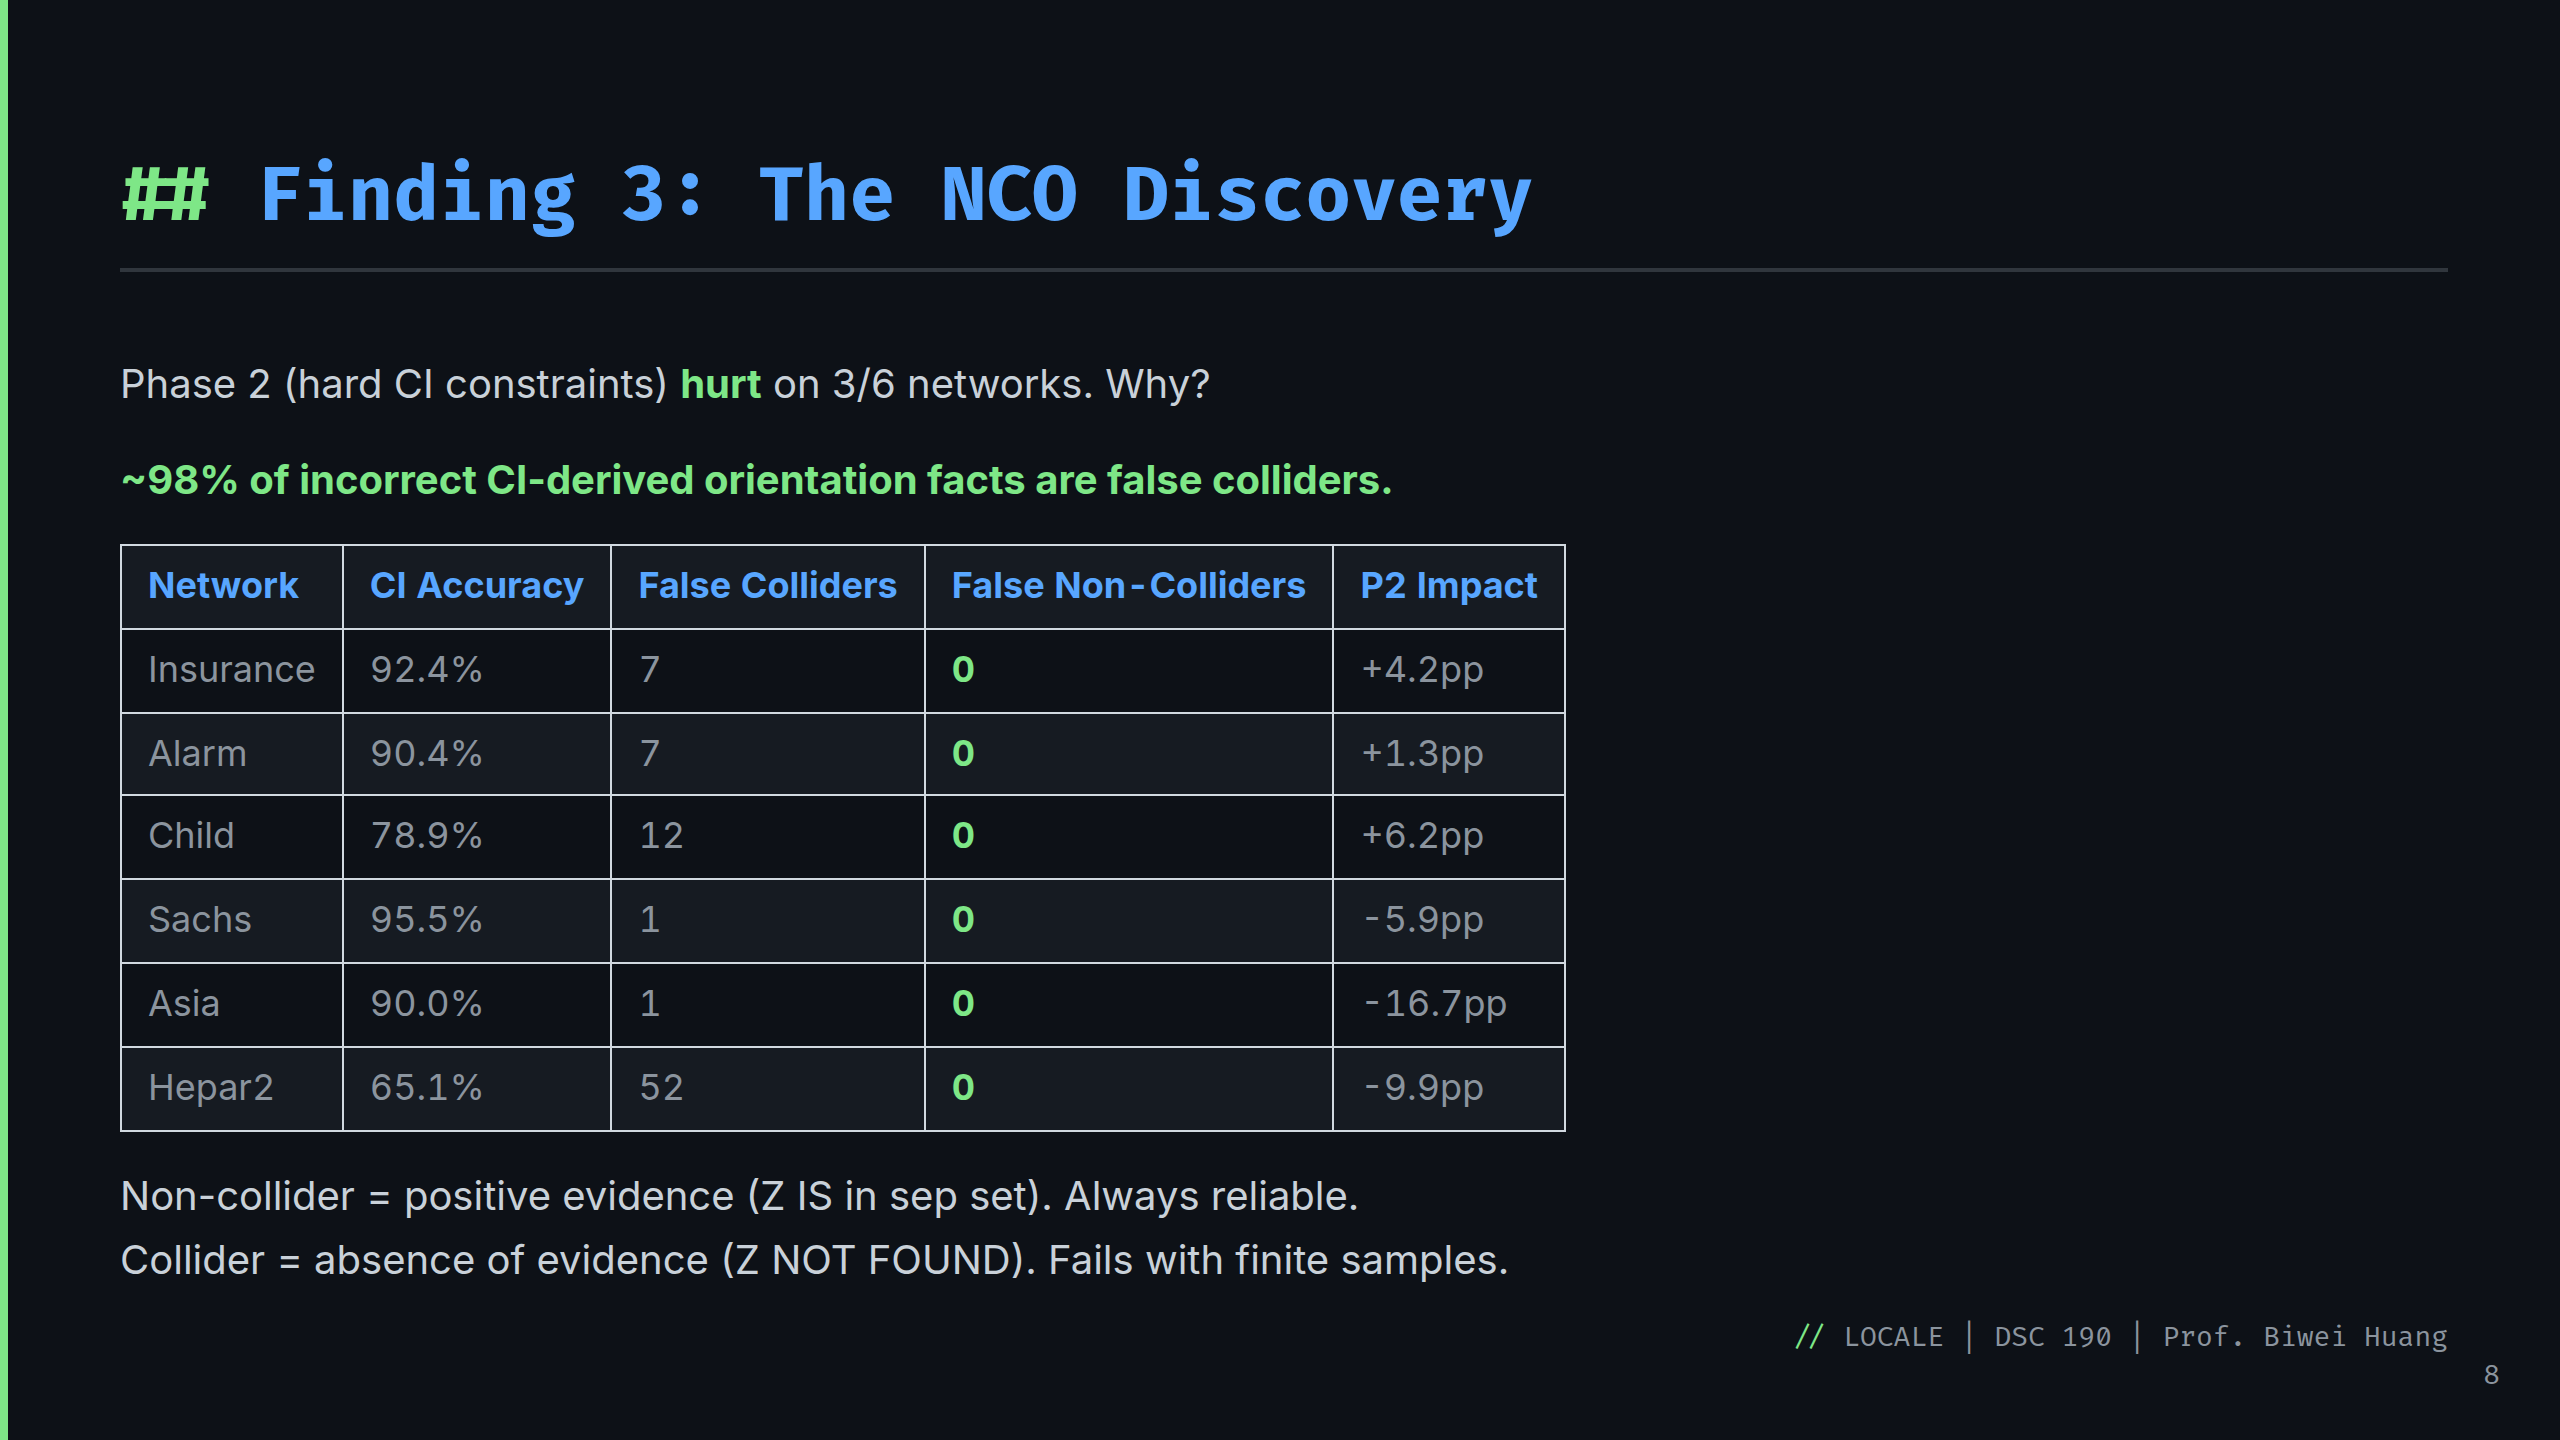 ## Finding 3: The NCO Discovery
Phase 2 (hard CI constraints) hurt on 3/6 networks. Why?
~98% of incorrect CI-derived orientation facts are false colliders.
Network CI Accuracy False Colliders False Non-Colliders P2 Impact
Insurance 92.4% 7 0 +4.2pp
Alarm 90.4% 7 0 +1.3pp
Child 78.9% 12 0 +6.2pp
Sachs 95.5% 1 0 -5.9pp
Asia 90.0% 1 0 -16.7pp
Hepar2 65.1% 52 0 -9.9pp
Non-collider = positive evidence (Z IS in sep set). Always reliable.
Collider = absence of evidence (Z NOT FOUND). Fails with finite samples.
// LOCALE | DSC 190 | Prof. Biwei Huang
8